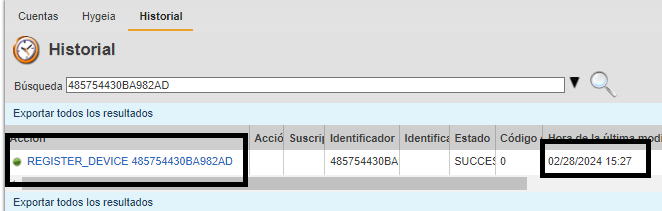 Cuentas Hygeia Historial
Historial
Búsqueda 485754430BA982AD
Exportar todos los resultados
Acción Acció Suscrip Identificador Identifica Estado Código Hora de la última modi
REGISTER_DEVICE 485754430BA982AD 485754430BA SUCCES 0 02/28/2024 15:27
Exportar todos los resultados